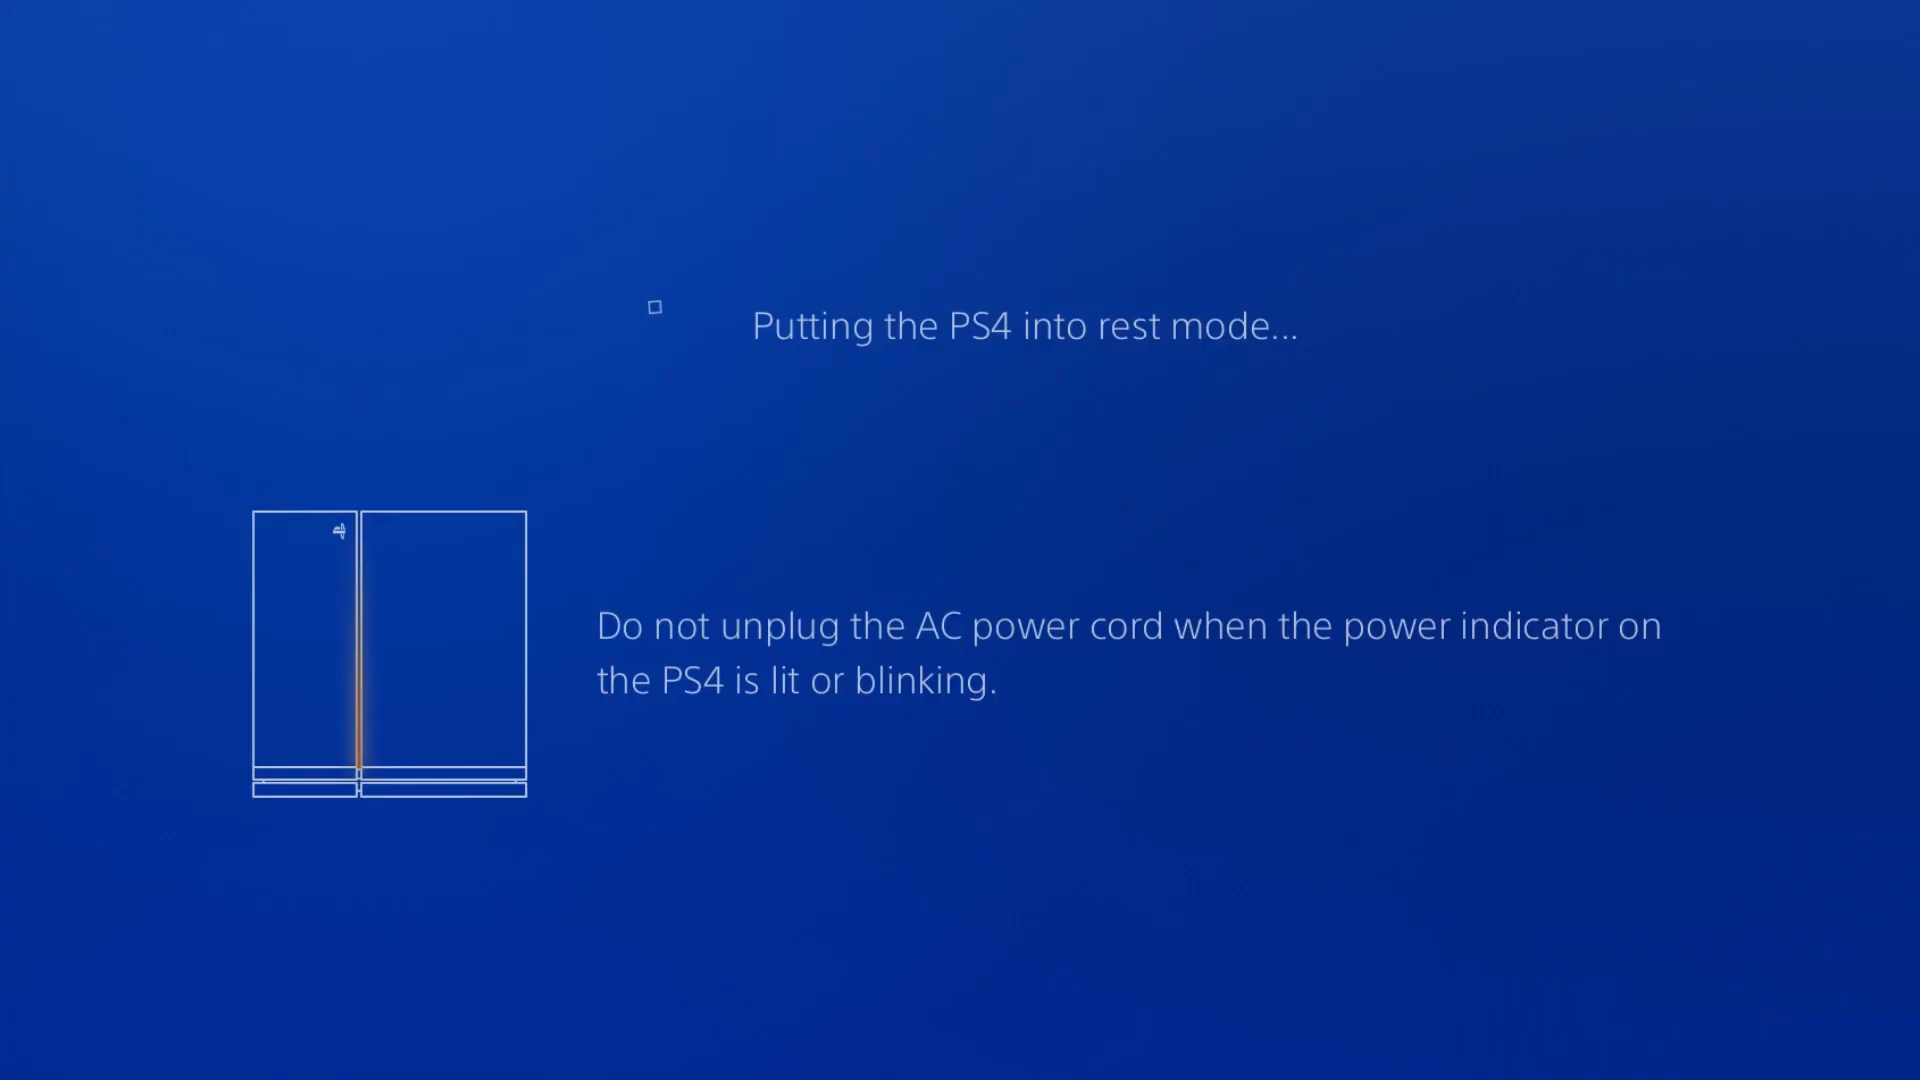 Putting the PS4 into rest mode...
Do not unplug the AC power cord when the power indicator on
the PS4 is lit or blinking.